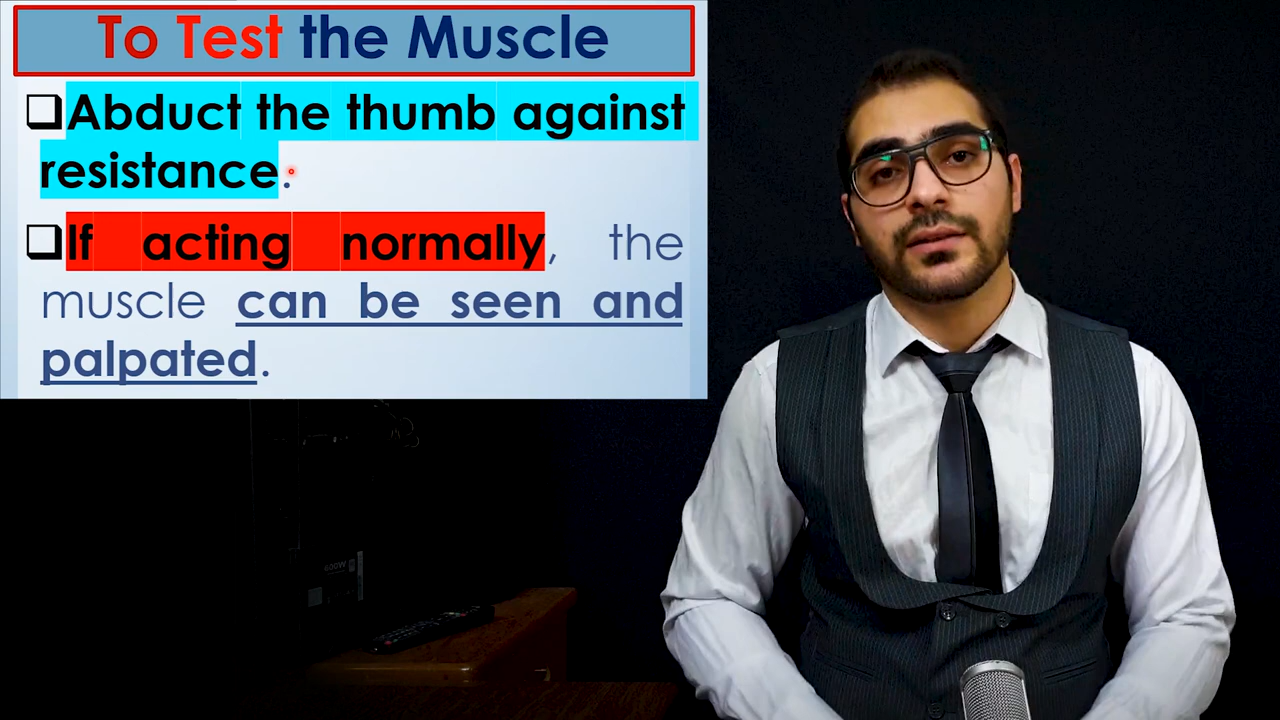 To Test the Muscle
❑Abduct the thumb against
resistance.
❑If acting normally, the
muscle can be seen and
palpated.